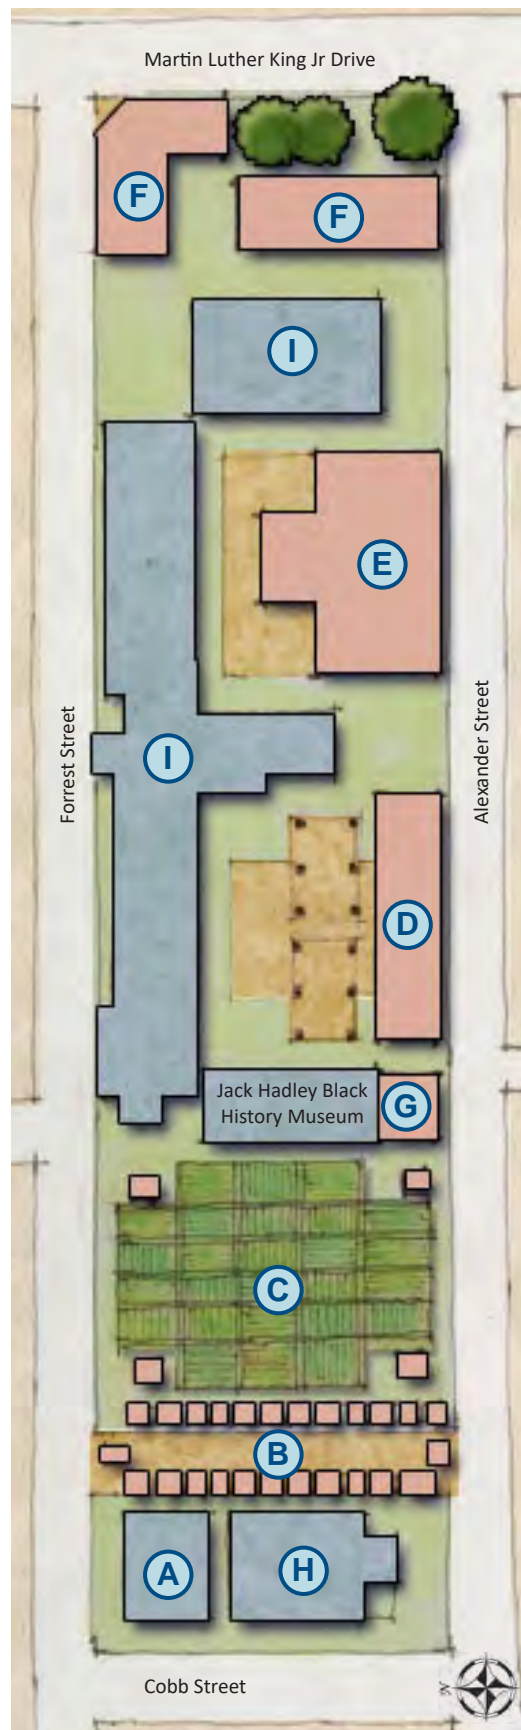 Martin Luther King Jr Drive
F
F
I
E
Forrest Street
Alexander Street
I
D
Jack Hadley Black
History Museum
G
C
B
A
H
Cobb Street
N